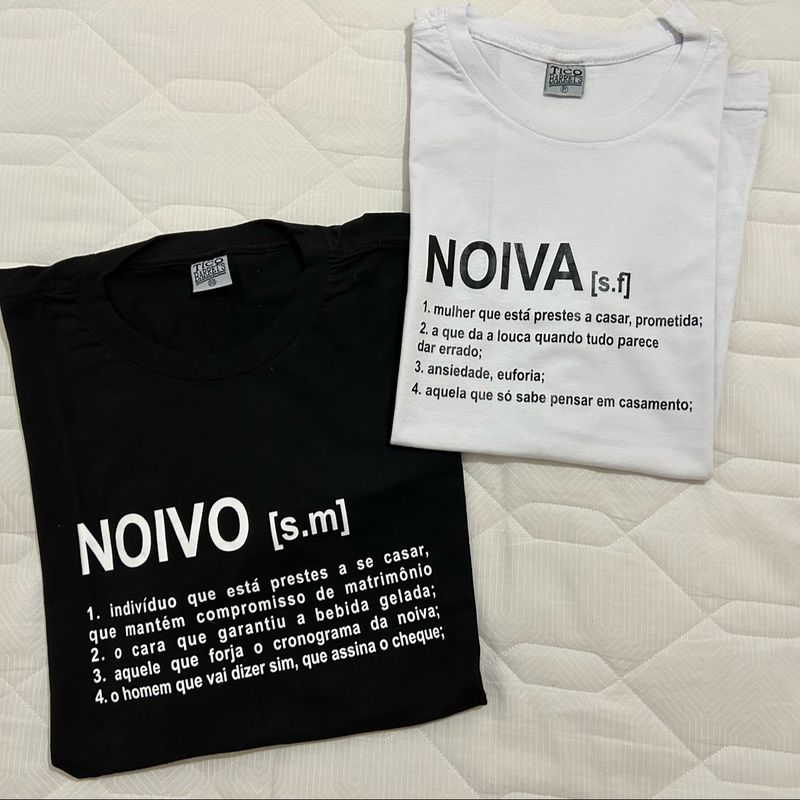 TICO
BARREL'S
P
NOIVA [s.f]
1. mulher que está prestes a casar, prometida;
2. a que da a louca quando tudo parece
dar errado;
3. ansiedade, euforia;
4. aquela que só sabe pensar em casamento;
TICO
BARREL'S
NOIVO [s.m]
1. indivíduo que está prestes a se casar,
que mantém compromisso de matrimônio
2. o cara que garantiu a bebida gelada;
3. aquele que forja o cronograma da noiva;
4. o homem que vai dizer sim, que assina o cheque;